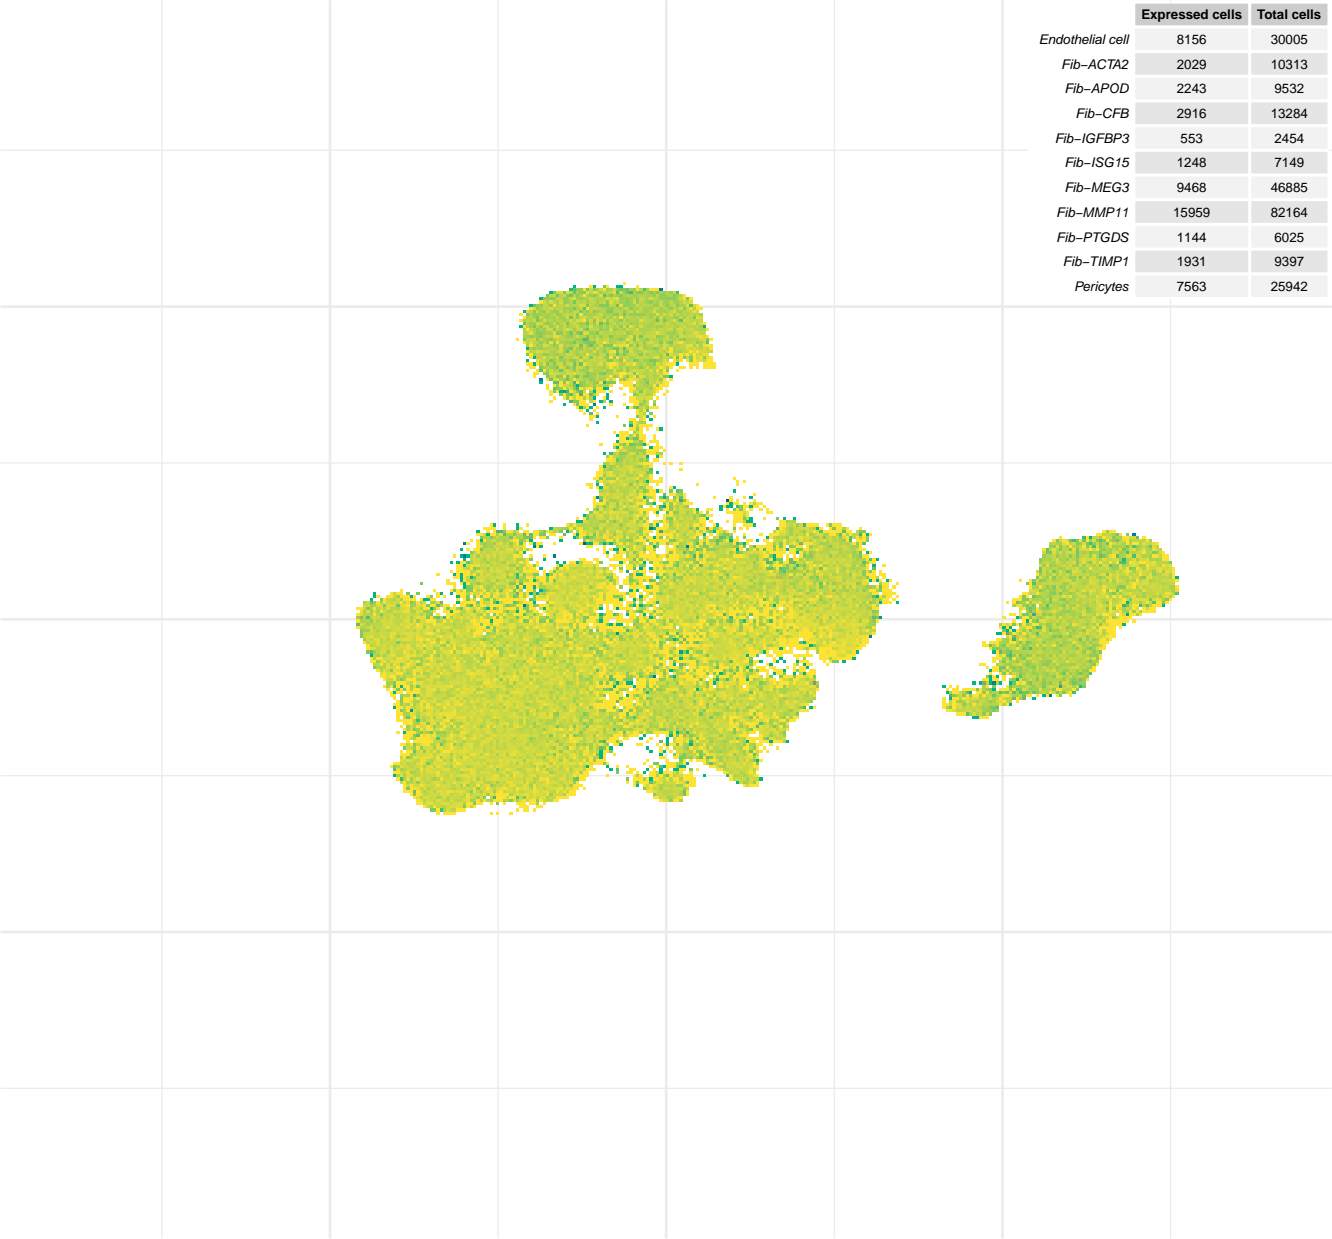 Expressed cells Total cells
Endothelial cell 8156 30005
Fib−ACTA2 2029 10313
Fib−APOD 2243 9532
Fib−CFB 2916 13284
Fib−IGFBP3 553 2454
Fib−ISG15 1248 7149
Fib−MEG3 9468 46885
Fib−MMP11 15959 82164
Fib−PTGDS 1144 6025
Fib−TIMP1 1931 9397
Pericytes 7563 25942